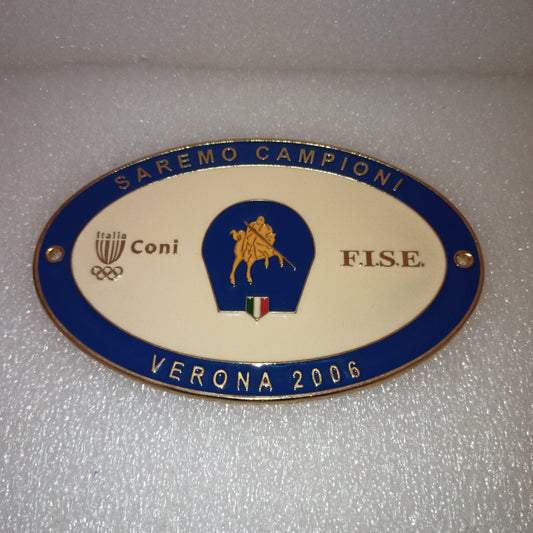 SAREMO CAMPIONI
Italia
Coni
F.I.S.E.
VERONA 2006